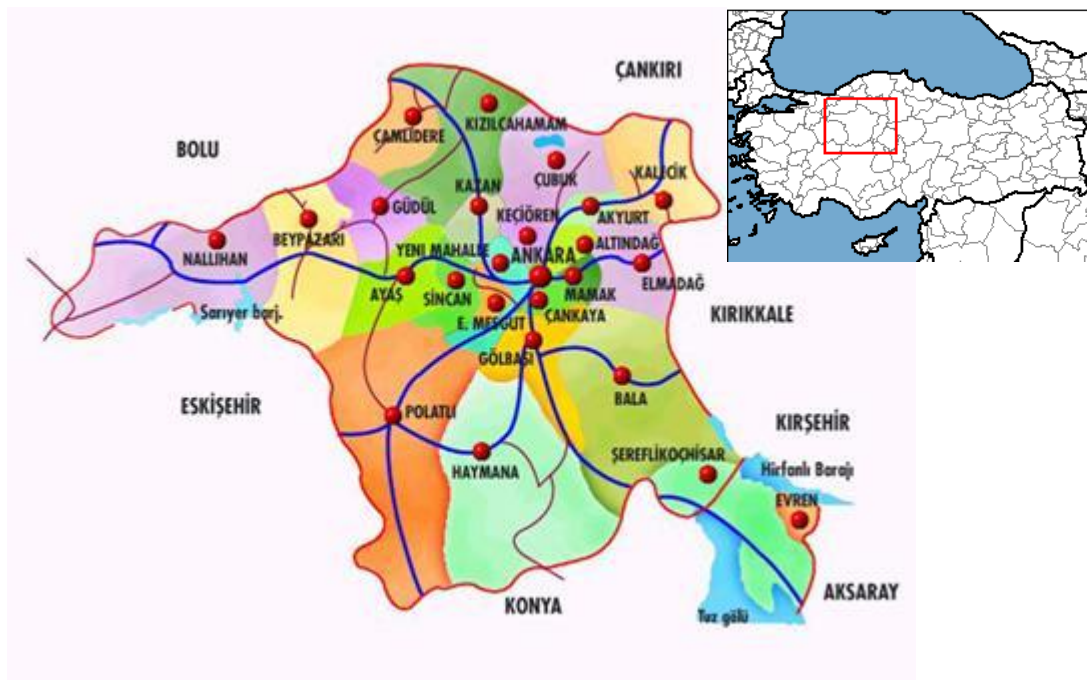 ÇANKIRI
ÇAMLIDERE
KIZILCAHAMAM
BOLU
ÇUBUK
KALECİK
KAZAN
GÜDÜL
KEÇİÖREN
AKYURT
BEYPAZARI
YENI MAHALLE
ANKARA
ALTINDAĞ
NALLIHAN
AYAŞ
SİNCAN
MAMAK
ELMADAĞ
Sarıyer barj.
E. MESGUT
ÇANKAYA
KIRIKKALE
GÖLBAŞI
ESKİŞEHİR
BALA
POLATLI
KIRŞEHİR
HAYMANA
ŞEREFLİKOÇHİSAR
Hirfanlı Barajı
EVREN
KONYA
Tuz gölü
AKSARAY